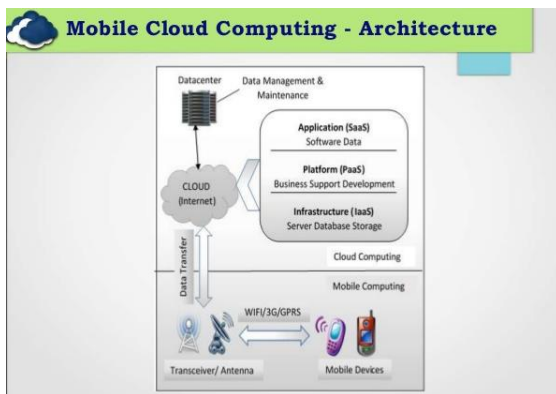 Mobile Cloud Computing - Architecture
Datacenter
Data Management &
Maintenance
Application (SaaS)
Software Data
Platform (PaaS)
Business Support Development
Infrastructure (IaaS)
Server Database Storage
CLOUD
(Internet)
Cloud Computing
Data Transfer
Mobile Computing
WIFI/3G/GPRS
Transceiver/ Antenna
Mobile Devices